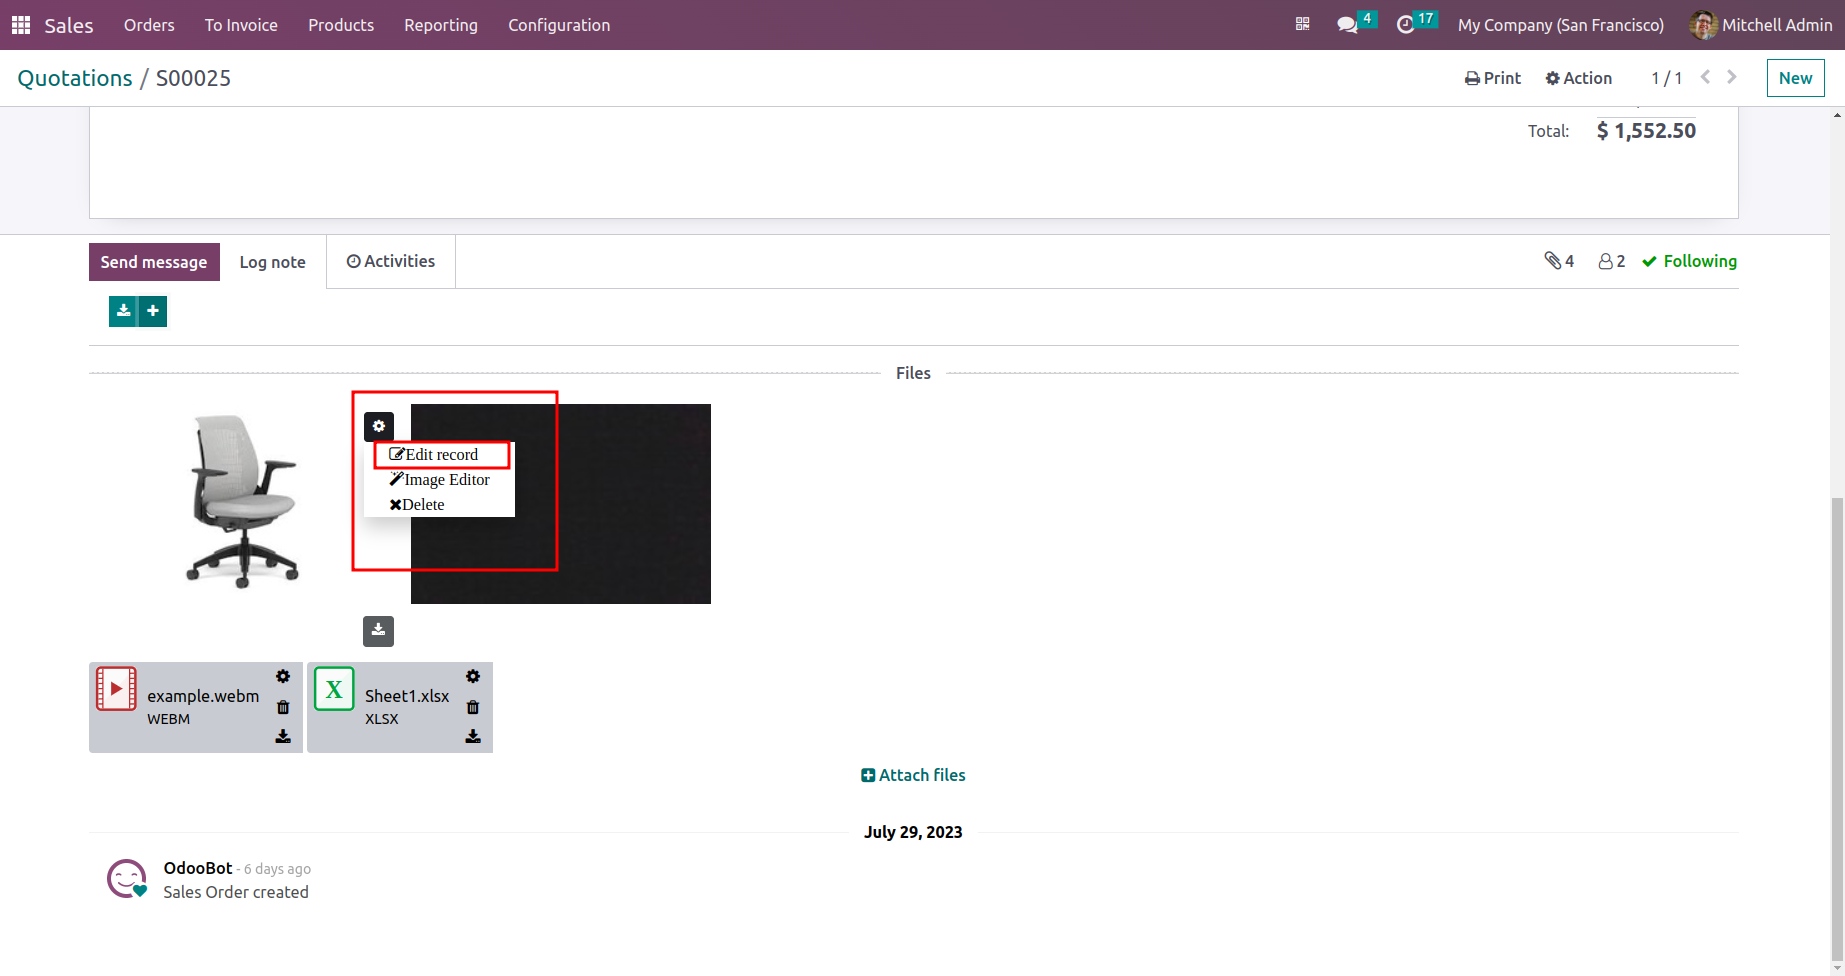 Sales Orders To Invoice Products Reporting Configuration 4 17 My Company (San Francisco) Mitchell Admin
Quotations / S00025 Print Action 1 / 1 New
Total: $ 1,552.50
Send message Log note Activities 4 2 Following
Files
Edit record
Image Editor
Delete
example.webm
WEBM
X
Sheet1.xlsx
XLSX
Attach files
July 29, 2023
OdooBot - 6 days ago
Sales Order created